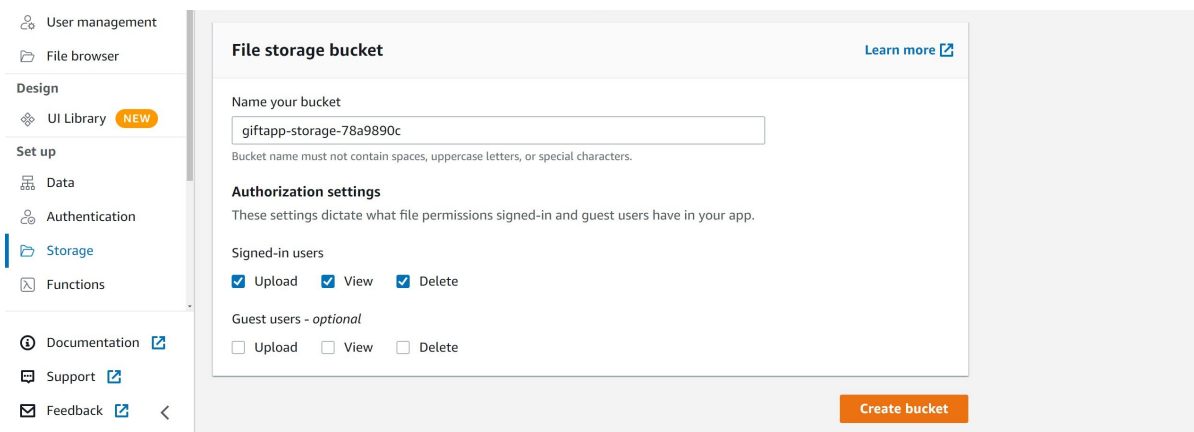 User management
File browser
Design
UI Library NEW
Set up
Data
Authentication
Storage
Functions
Documentation
Support
Feedback
File storage bucket
Learn more
Name your bucket
giftapp-storage-78a9890c
Bucket name must not contain spaces, uppercase letters, or special characters.
Authorization settings
These settings dictate what file permissions signed-in and guest users have in your app.
Signed-in users
Upload View Delete
Guest users - optional
Upload View Delete
Create bucket